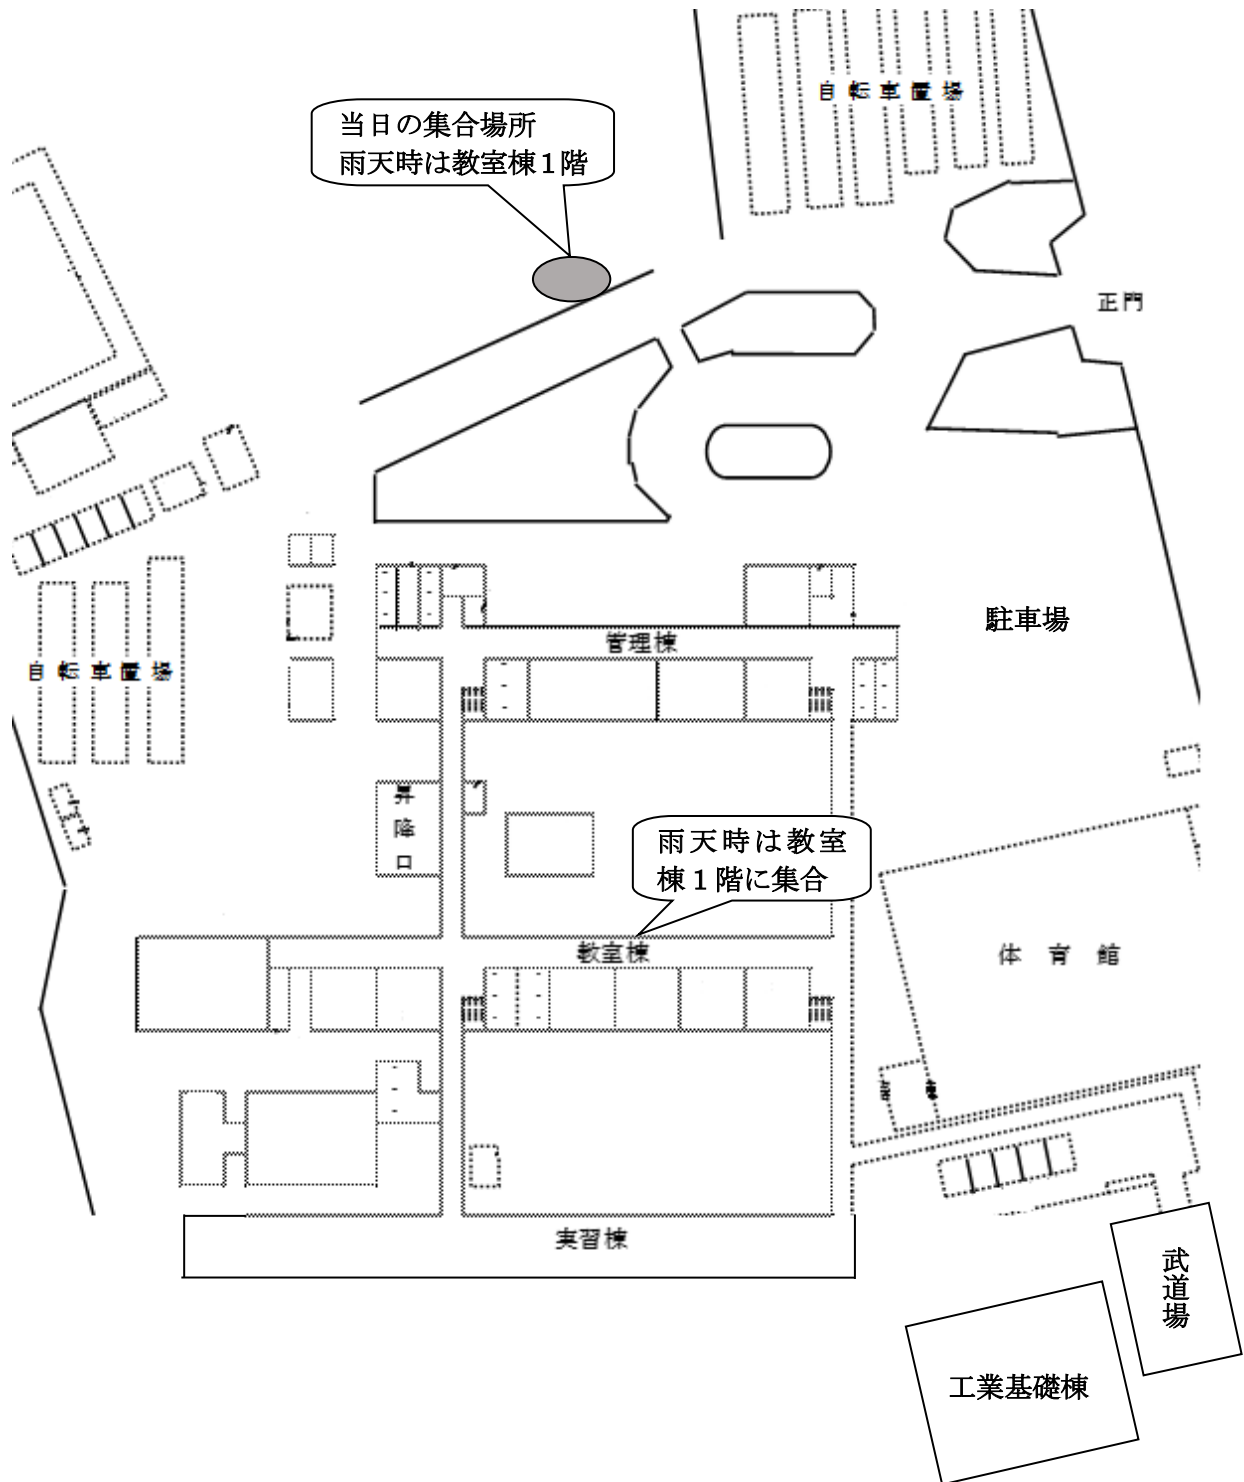 自転車置場
当日の集合場所
雨天時は教室棟１階
正門
駐車場
管理棟
自転車置場
昇降口
雨天時は教室
棟１階に集合
教室棟
体育館
実習棟
武道場
工業基礎棟